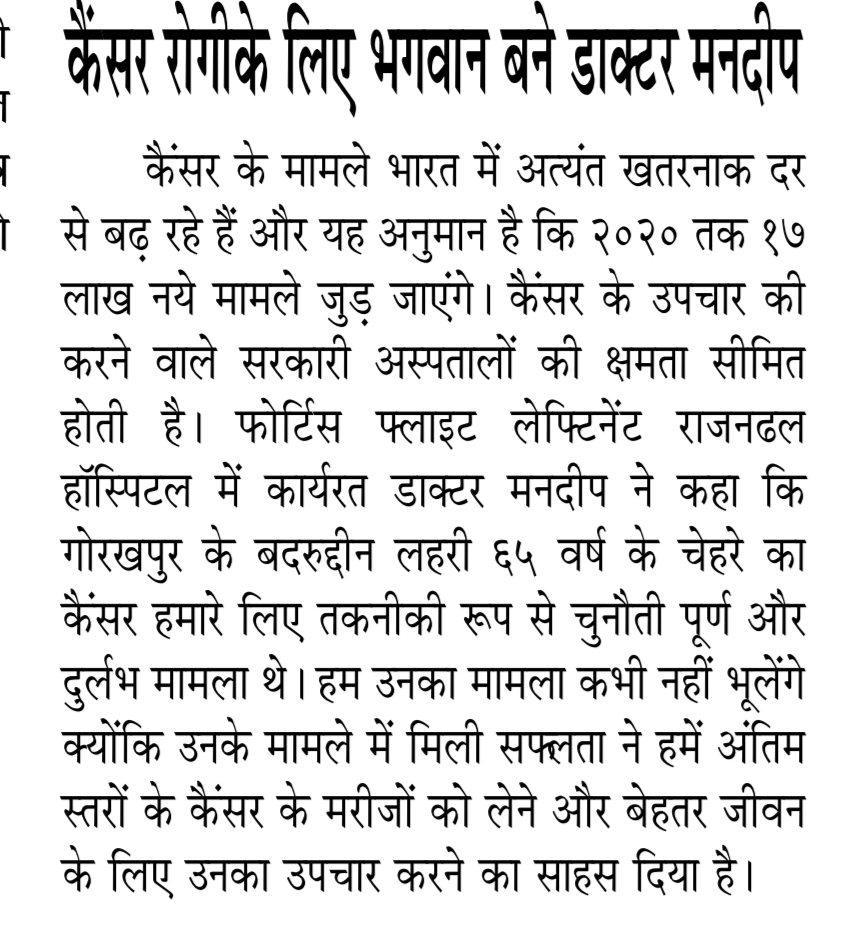 कैंसर रोगीके लिए भगवान बने डाक्टर मनदीप
कैंसर के मामले भारत में अत्यंत खतरनाक दर
से बढ़ रहे हैं और यह अनुमान है कि २०२० तक १७
लाख नये मामले जुड़ जाएंगे। कैंसर के उपचार की
करने वाले सरकारी अस्पतालों की क्षमता सीमित
होती है। फोर्टिस फ्लाइट लेफ्टिनेंट राजनढल
हॉस्पिटल में कार्यरत डाक्टर मनदीप ने कहा कि
गोरखपुर के बदरुद्दीन लहरी ६५ वर्ष के चेहरे का
कैंसर हमारे लिए तकनीकी रूप से चुनौती पूर्ण और
दुर्लभ मामला थे। हम उनका मामला कभी नहीं भूलेंगे
क्योंकि उनके मामले में मिली सफ्लता ने हमें अंतिम
स्तरों के कैंसर के मरीजों को लेने और बेहतर जीवन
के लिए उनका उपचार करने का साहस दिया है।